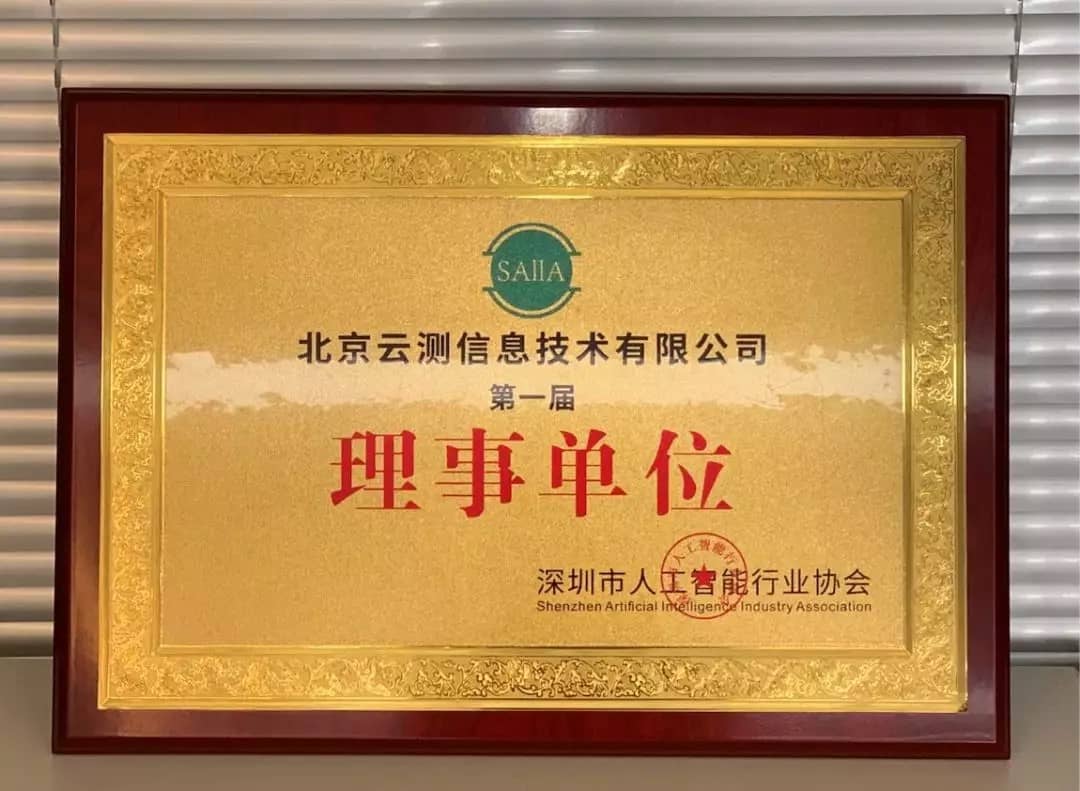 SAIIA
北京云测信息技术有限公司
第一届
理事单位
深圳市人工智能行业协会
Shenzhen Artificial Intelligence Industry Association